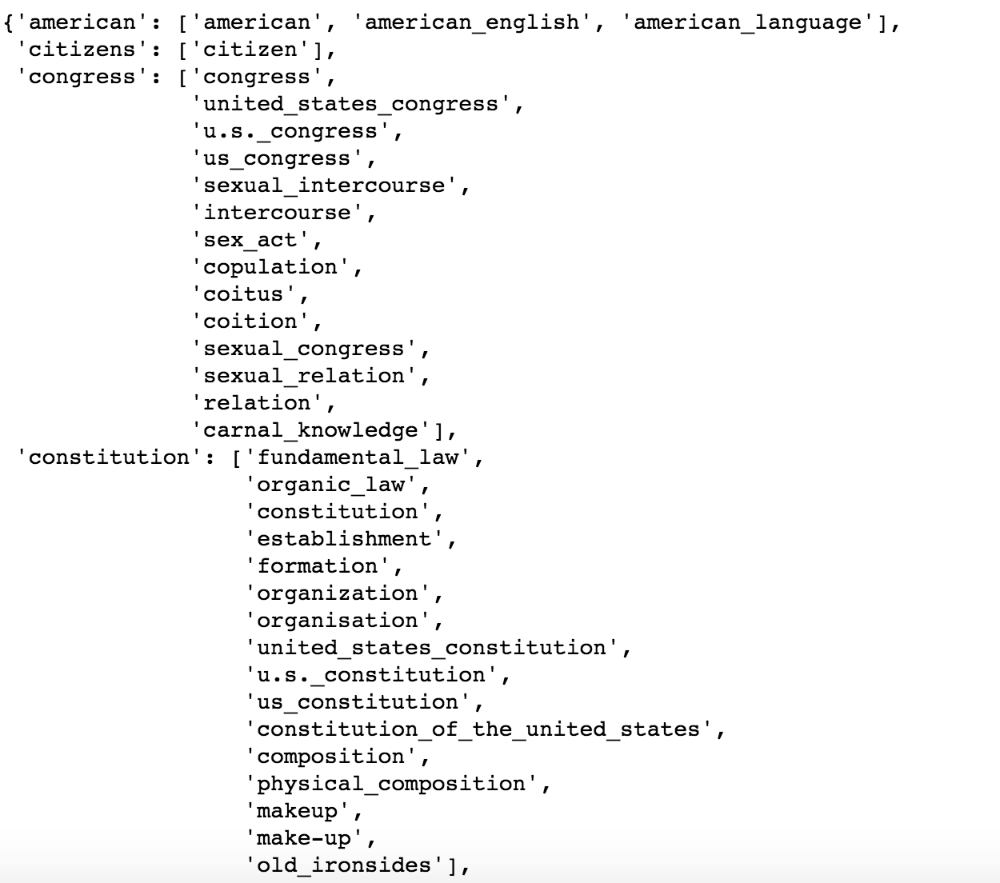 {'american': ['american', 'american_english', 'american_language'],
 'citizens': ['citizen'],
 'congress': ['congress',
              'united_states_congress',
              'u.s._congress',
              'us_congress',
              'sexual_intercourse',
              'intercourse',
              'sex_act',
              'copulation',
              'coitus',
              'coition',
              'sexual_congress',
              'sexual_relation',
              'relation',
              'carnal_knowledge'],
 'constitution': ['fundamental_law',
                  'organic_law',
                  'constitution',
                  'establishment',
                  'formation',
                  'organization',
                  'organisation',
                  'united_states_constitution',
                  'u.s._constitution',
                  'us_constitution',
                  'constitution_of_the_united_states',
                  'composition',
                  'physical_composition',
                  'makeup',
                  'make-up',
                  'old_ironsides'],